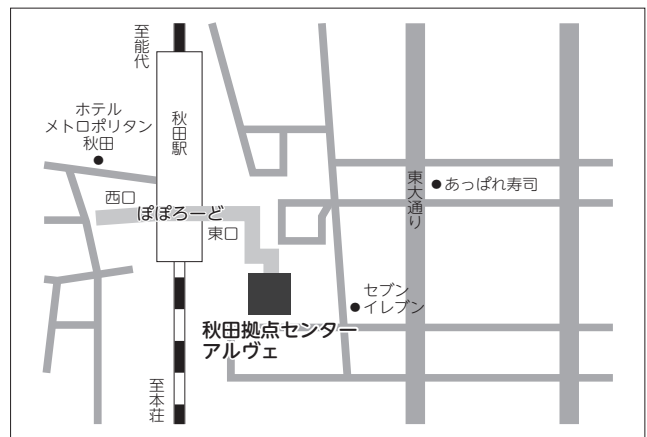 至能代
秋田駅
ホテル
メトロポリタン
秋田
西口
ぽぽろーど
東口
東大通り
あっぱれ寿司
セブン
イレブン
秋田拠点センター
アルヴェ
至本荘